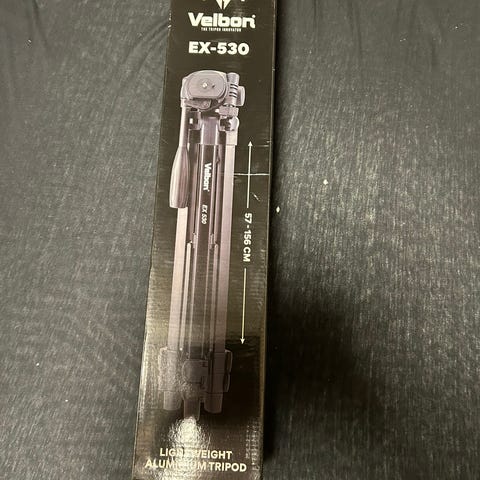 Velbon
THE TRIPOD INNOVATOR
EX-530
Velbon
EX 530
57 - 156 CM
LIGHTWEIGHT
ALUMINIUM TRIPOD